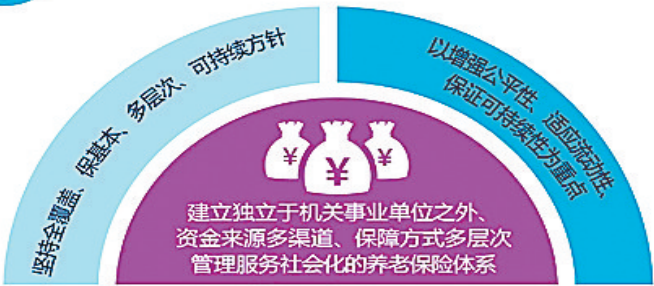 坚持全覆盖、保基本、多层次、可持续方针
以增强公平性、适应流动性、
保证可持续性为重点
¥ ¥ ¥
建立独立于机关事业单位之外、
资金来源多渠道、保障方式多层次
管理服务社会化的养老保险体系